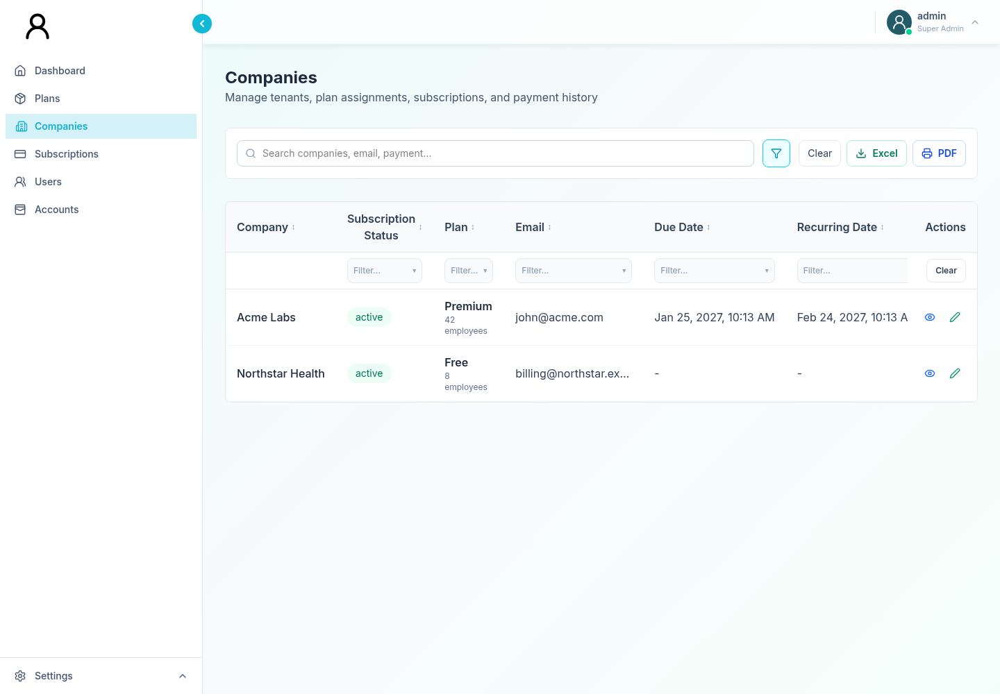 admin
Super Admin
Dashboard
Plans
Companies
Subscriptions
Users
Accounts
Settings
Companies
Manage tenants, plan assignments, subscriptions, and payment history
Search companies, email, payment...
Clear
Excel
PDF
Company
Subscription
Status
Plan
Email
Due Date
Recurring Date
Actions
Filter...
Filter...
Filter...
Filter...
Filter...
Clear
Acme Labs
active
Premium
42
employees
john@acme.com
Jan 25, 2027, 10:13 AM
Feb 24, 2027, 10:13 A
Northstar Health
active
Free
8
employees
billing@northstar.ex...
-
-